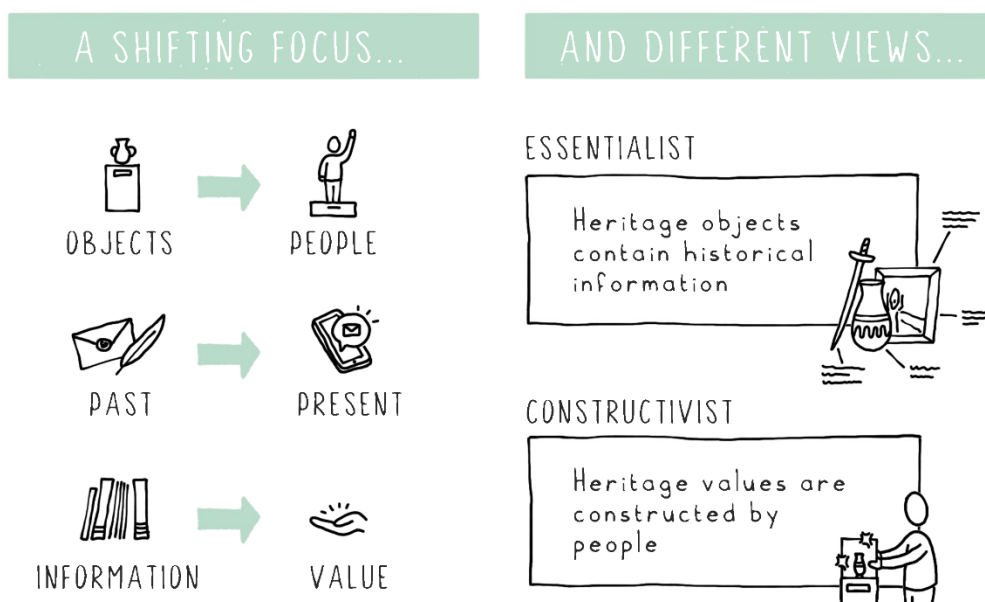 A SHIFTING FOCUS...
OBJECTS
PEOPLE
PAST
PRESENT
INFORMATION
VALUE
AND DIFFERENT VIEWS...
ESSENTIALIST
Heritage objects
contain historical
information
CONSTRUCTIVIST
Heritage values are
constructed by
people